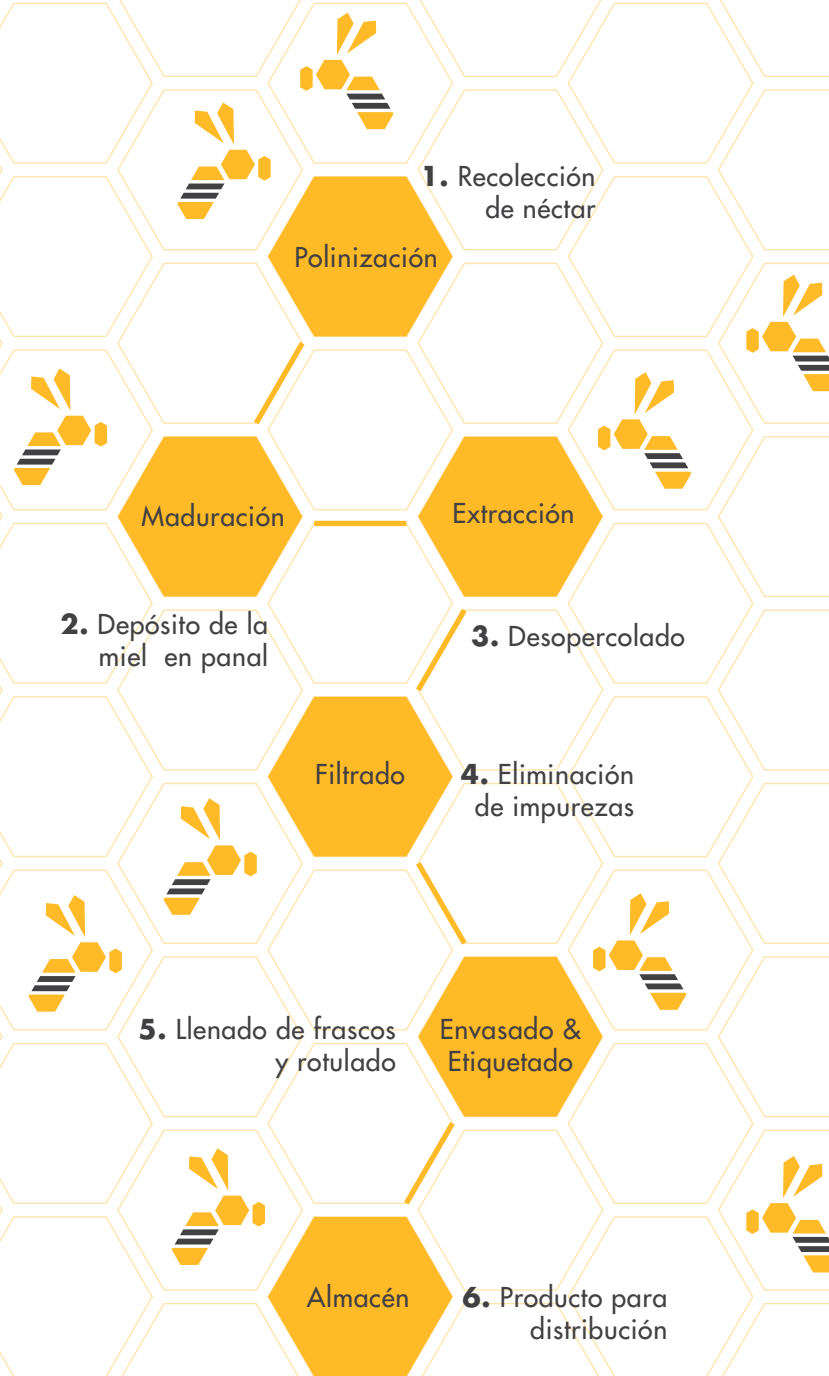 1. Recolección
de néctar
Polinización
Maduración
Extracción
2. Depósito de la
miel  en panal
3. Desopercolado
Filtrado
4. Eliminación
de impurezas
5. Llenado de frascos
y rotulado
Envasado &
Etiquetado
Almacén
6. Producto para
distribución